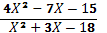 4X² − 7X − 15
X² + 3X − 18